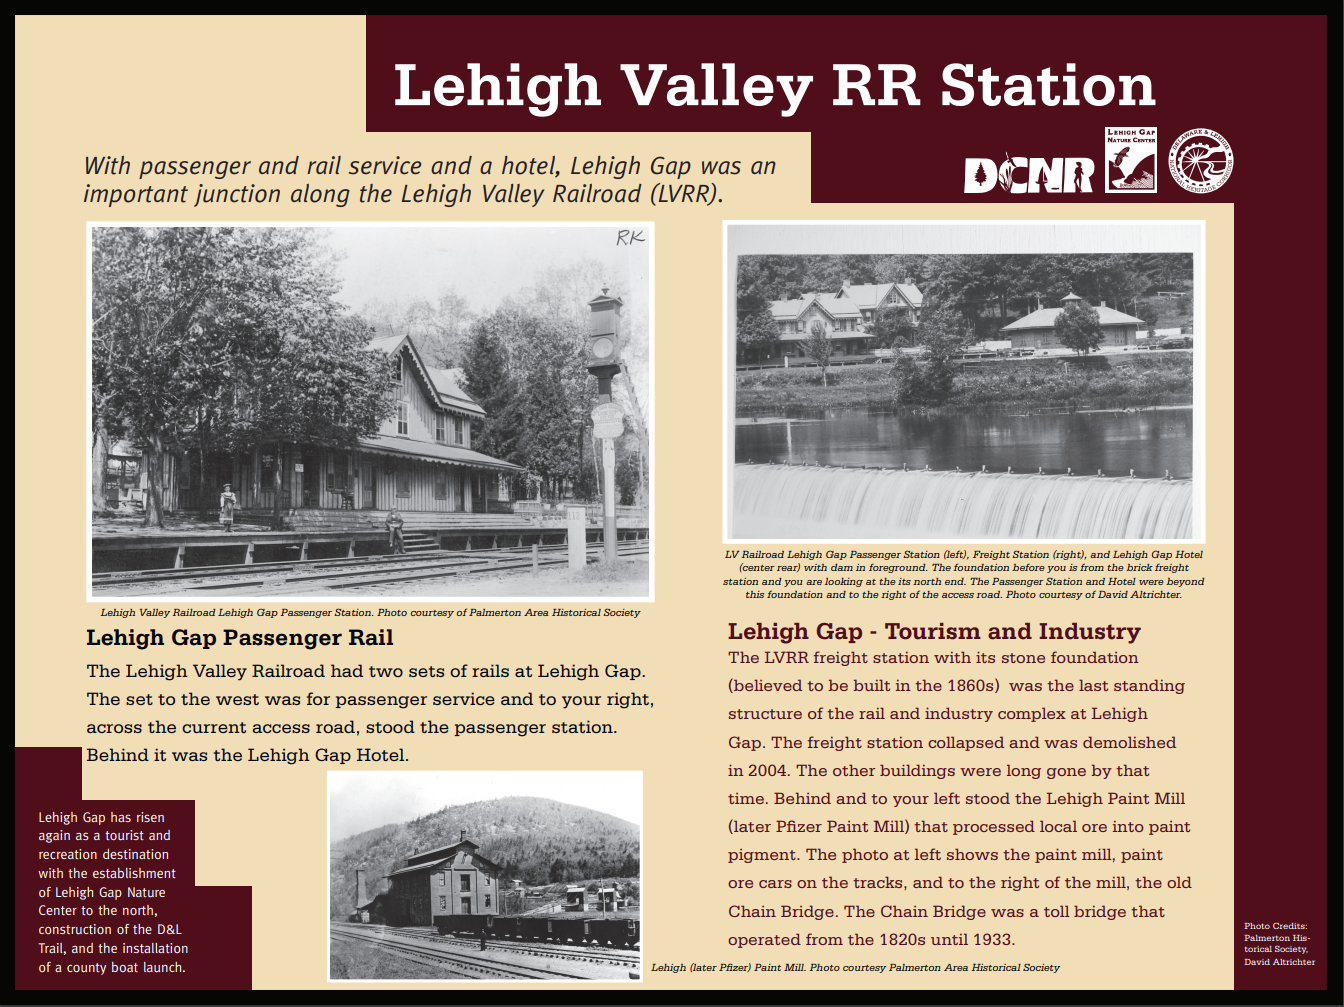 Lehigh Valley RR Station
LEHIGH GAP
NATURE CENTER
DCNR
DELAWARE & LEHIGH
NATIONAL HERITAGE CORRIDOR
With passenger and rail service and a hotel, Lehigh Gap was an
important junction along the Lehigh Valley Railroad (LVRR).
RK
Lehigh Valley Railroad Lehigh Gap Passenger Station. Photo courtesy of Palmerton Area Historical Society
Lehigh Gap Passenger Rail
The Lehigh Valley Railroad had two sets of rails at Lehigh Gap.
The set to the west was for passenger service and to your right,
across the current access road, stood the passenger station.
Behind it was the Lehigh Gap Hotel.
Lehigh Gap has risen
again as a tourist and
recreation destination
with the establishment
of Lehigh Gap Nature
Center to the north,
construction of the D&L
Trail, and the installation
of a county boat launch.
Lehigh (later Pfizer) Paint Mill. Photo courtesy Palmerton Area Historical Society
LV Railroad Lehigh Gap Passenger Station (left), Freight Station (right), and Lehigh Gap Hotel
(center rear) with dam in foreground. The foundation before you is from the brick freight
station and you are looking at the its north end. The Passenger Station and Hotel were beyond
this foundation and to the right of the access road. Photo courtesy of David Altrichter.
Lehigh Gap - Tourism and Industry
The LVRR freight station with its stone foundation
(believed to be built in the 1860s) was the last standing
structure of the rail and industry complex at Lehigh
Gap. The freight station collapsed and was demolished
in 2004. The other buildings were long gone by that
time. Behind and to your left stood the Lehigh Paint Mill
(later Pfizer Paint Mill) that processed local ore into paint
pigment. The photo at left shows the paint mill, paint
ore cars on the tracks, and to the right of the mill, the old
Chain Bridge. The Chain Bridge was a toll bridge that
operated from the 1820s until 1933.
Photo Credits:
Palmerton His-
torical Society,
David Altrichter